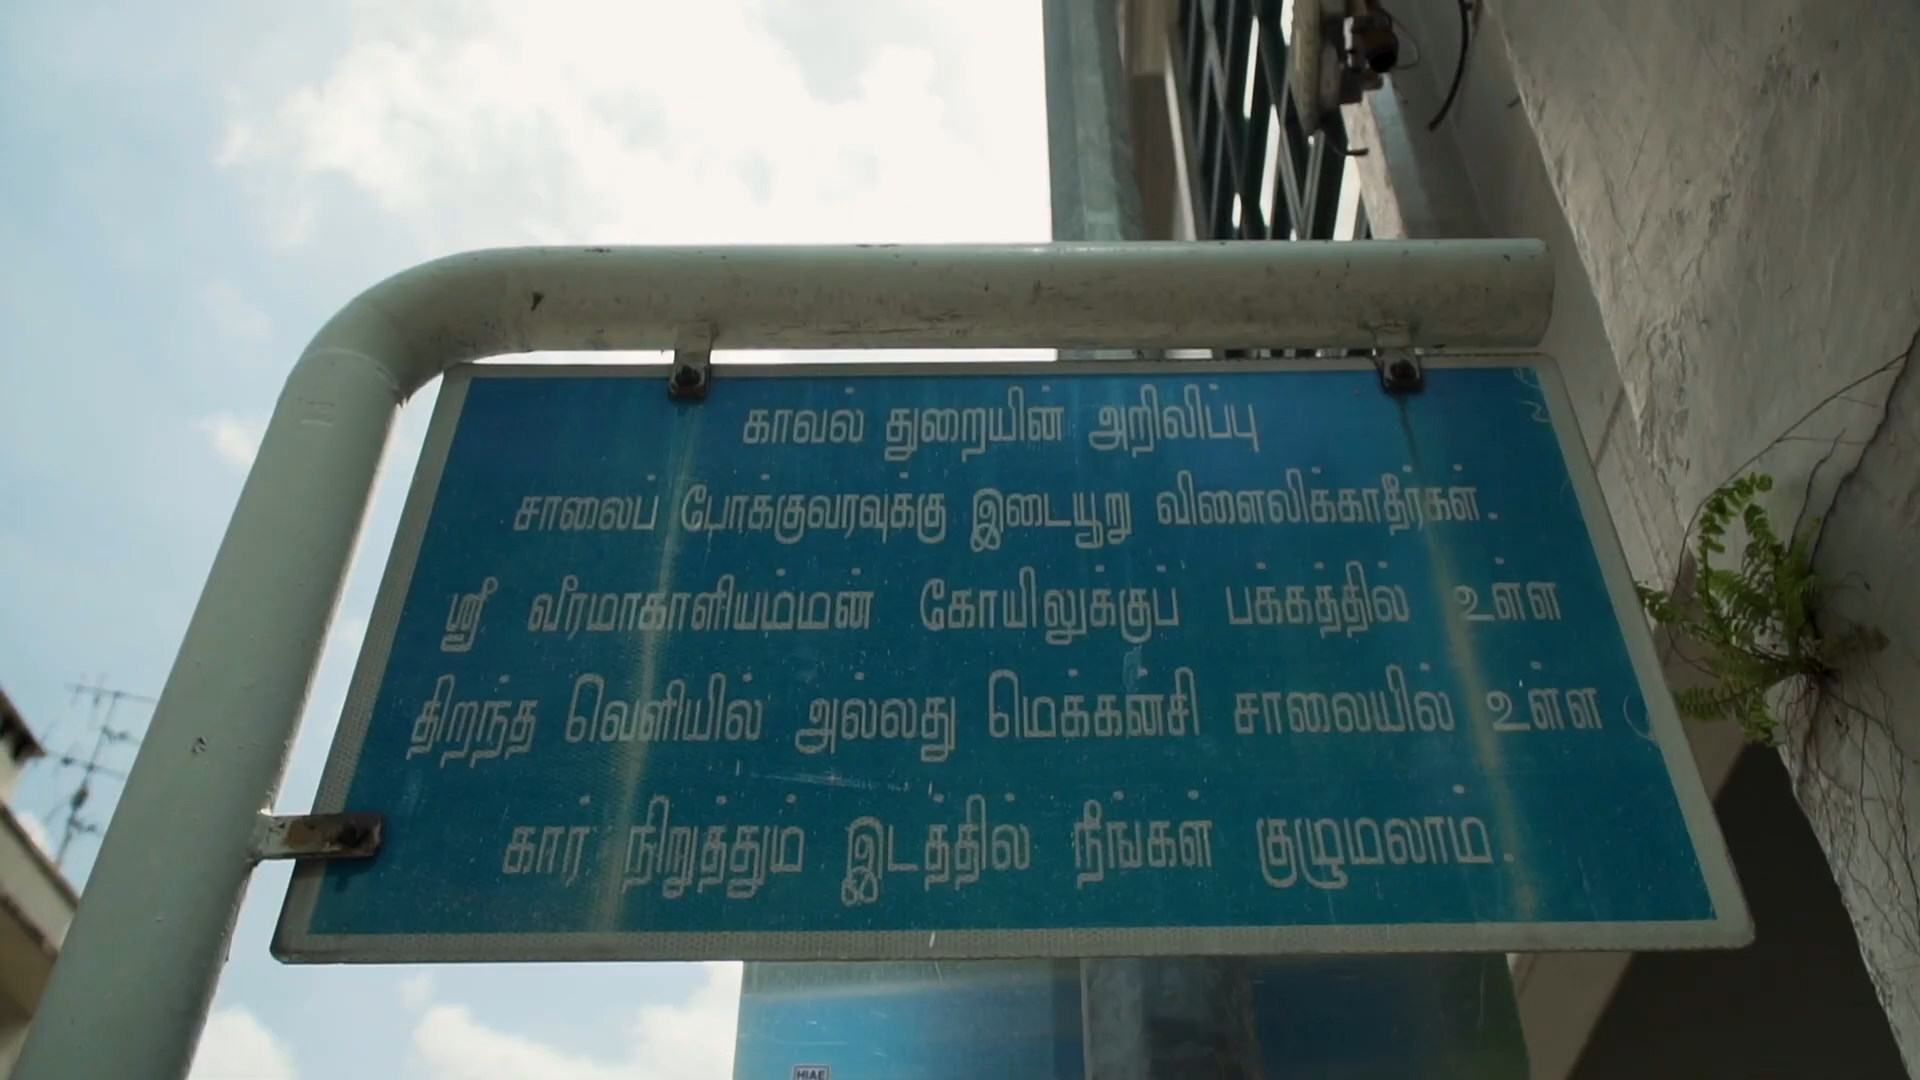 காவல் துறையின் அறிவிப்பு
சாலைப் போக்குவரவுக்கு இடையூறு விளைவிக்காதீர்கள்.
ஸ்ரீ வீரமாகாளியம்மன் கோயிலுக்குப் பக்கத்தில் உள்ள
திறந்த வெளியில் அல்லது மெக்கன்சி சாலையில் உள்ள
கார் நிறுத்தும் இடத்தில் நீங்கள் குழுமலாம்.
HIAE